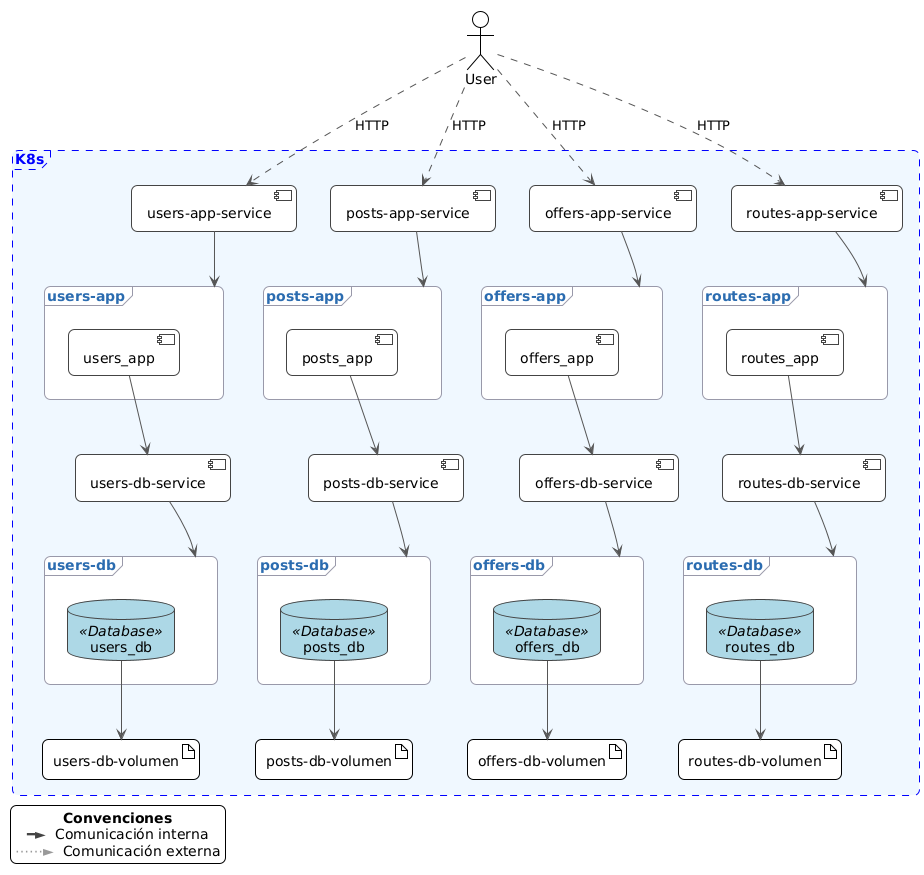 User
HTTP
HTTP
HTTP
HTTP
K8s
users-app-service
posts-app-service
offers-app-service
routes-app-service
users-app
posts-app
offers-app
routes-app
users_app
posts_app
offers_app
routes_app
users-db-service
posts-db-service
offers-db-service
routes-db-service
users-db
posts-db
offers-db
routes-db
«Database»
users_db
«Database»
posts_db
«Database»
offers_db
«Database»
routes_db
users-db-volumen
posts-db-volumen
offers-db-volumen
routes-db-volumen
Convenciones
Comunicación interna
Comunicación externa